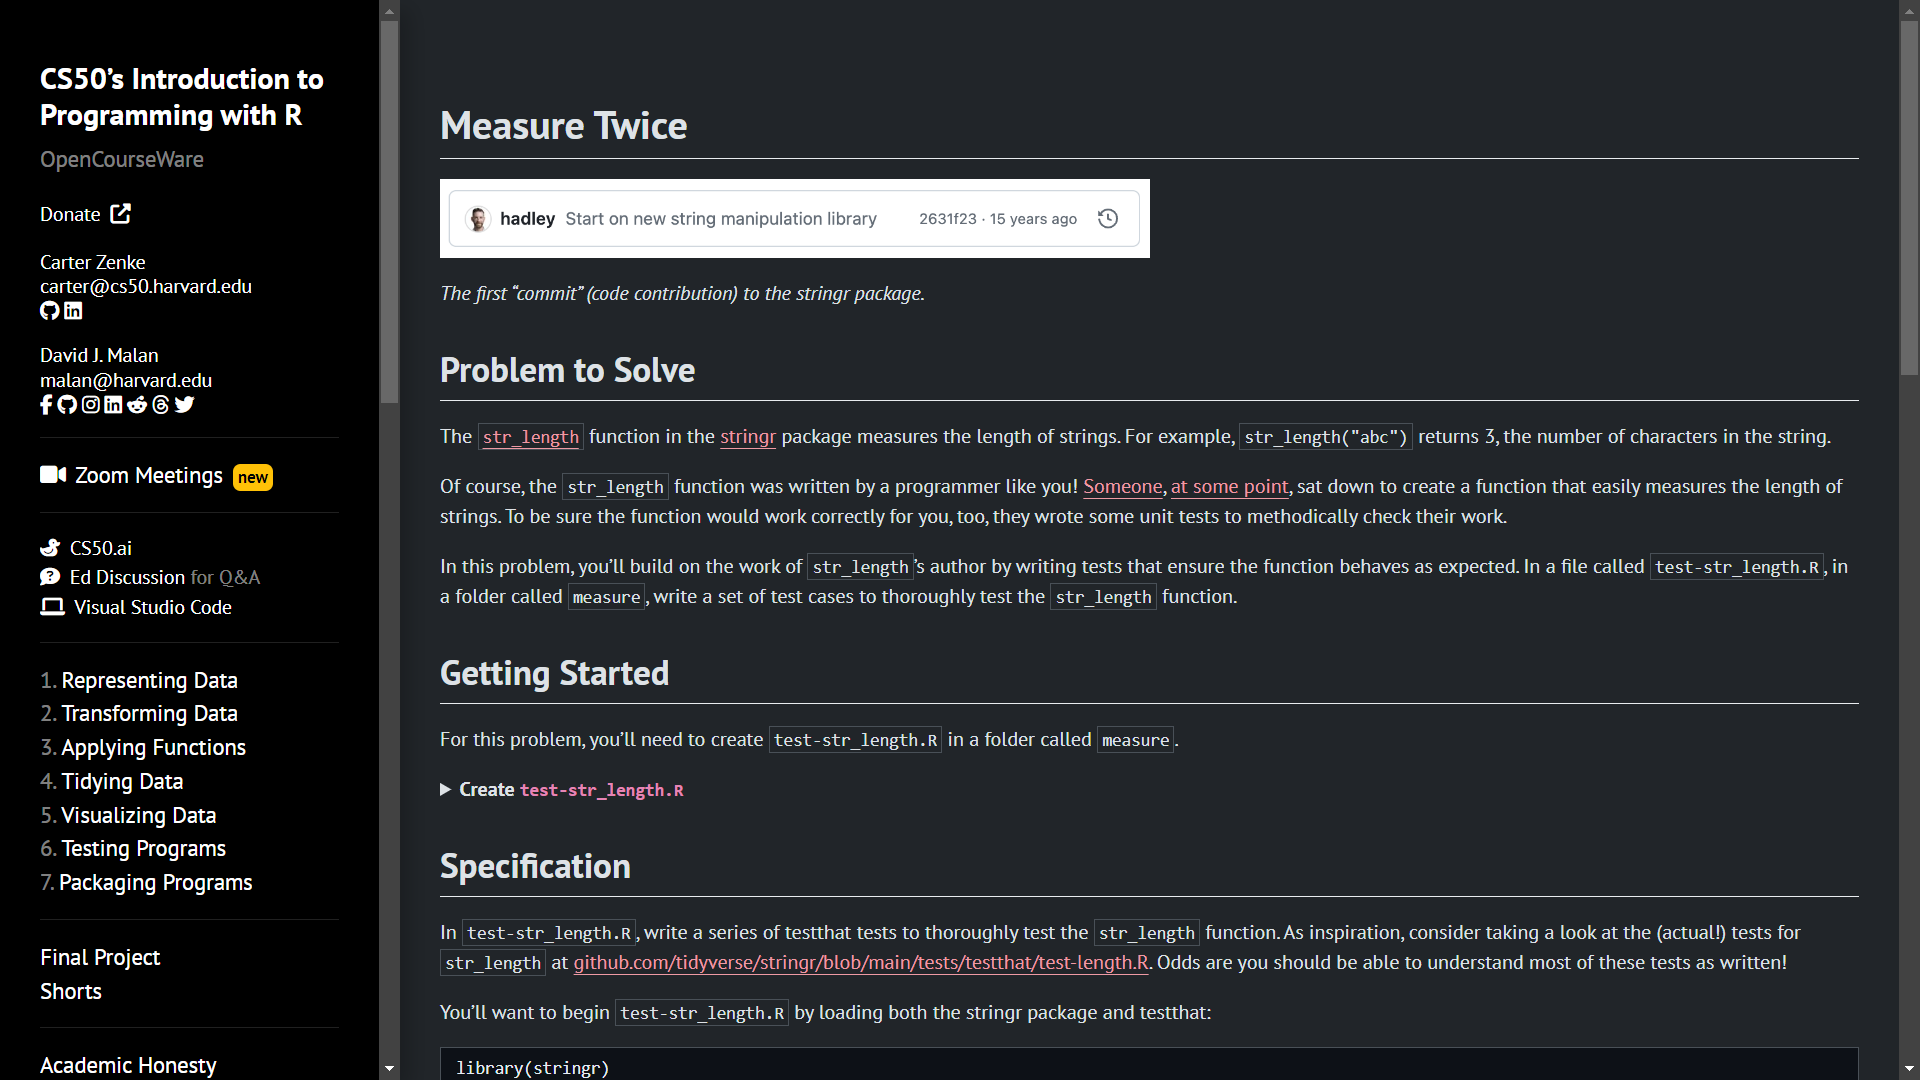 CS50’s Introduction to
Programming with R
OpenCourseWare
Donate
Carter Zenke
carter@cs50.harvard.edu
David J. Malan
malan@harvard.edu
Zoom Meetings new
CS50.ai
Ed Discussion for Q&A
Visual Studio Code
1. Representing Data
2. Transforming Data
3. Applying Functions
4. Tidying Data
5. Visualizing Data
6. Testing Programs
7. Packaging Programs
Final Project
Shorts
Academic Honesty
Measure Twice
hadley Start on new string manipulation library 2631f23 · 15 years ago
The first “commit” (code contribution) to the stringr package.
Problem to Solve
The str_length function in the stringr package measures the length of strings. For example, str_length("abc") returns 3, the number of characters in the string.
Of course, the str_length function was written by a programmer like you! Someone, at some point, sat down to create a function that easily measures the length of
strings. To be sure the function would work correctly for you, too, they wrote some unit tests to methodically check their work.
In this problem, you’ll build on the work of str_length’s author by writing tests that ensure the function behaves as expected. In a file called test-str_length.R, in
a folder called measure, write a set of test cases to thoroughly test the str_length function.
Getting Started
For this problem, you’ll need to create test-str_length.R in a folder called measure.
Create test-str_length.R
Specification
In test-str_length.R, write a series of testthat tests to thoroughly test the str_length function. As inspiration, consider taking a look at the (actual!) tests for
str_length at github.com/tidyverse/stringr/blob/main/tests/testthat/test-length.R. Odds are you should be able to understand most of these tests as written!
You’ll want to begin test-str_length.R by loading both the stringr package and testthat:
library(stringr)